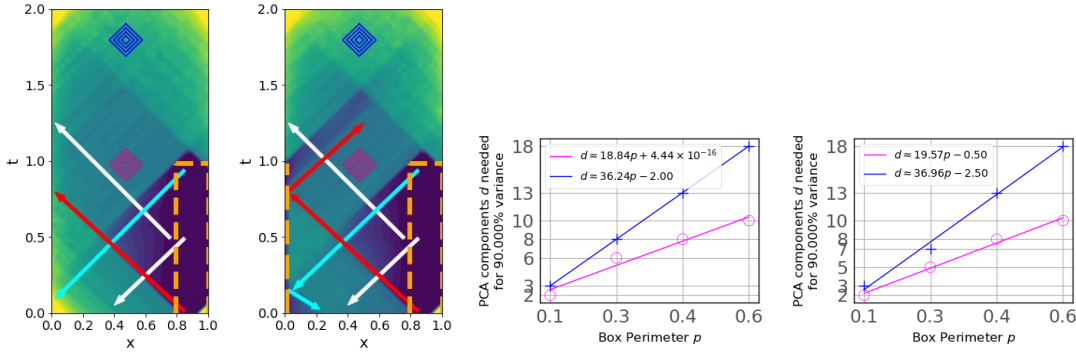 2.0
1.5
1.0
0.5
0.0
t
0.0 0.2 0.4 0.6 0.8 1.0
x
2.0
1.5
1.0
0.5
0.0
t
0.0 0.2 0.4 0.6 0.8 1.0
x
PCA components d needed
for 90.000% variance
18
13
10
8
6
3
2
d ≈ 18.84p + 4.44 × 10⁻¹⁶
d ≈ 36.24p − 2.00
0.1 0.3 0.4 0.6
Box Perimeter p
PCA components d needed
for 90.000% variance
18
13
10
8
7
5
3
2
d ≈ 19.57p − 0.50
d ≈ 36.96p − 2.50
0.1 0.3 0.4 0.6
Box Perimeter p